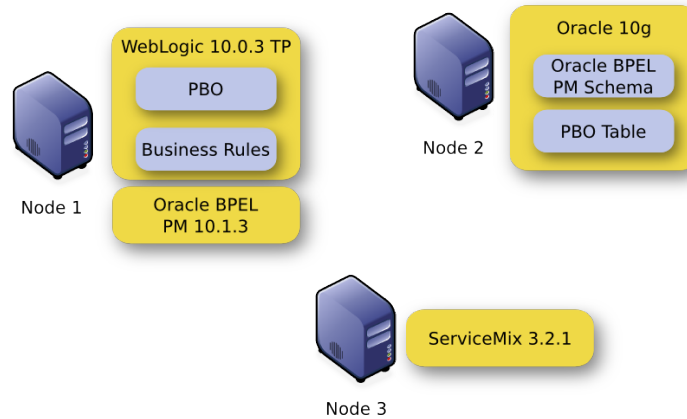 WebLogic 10.0.3 TP
PBO
Business Rules
Oracle BPEL
PM 10.1.3
Node 1
Oracle 10g
Oracle BPEL
PM Schema
PBO Table
Node 2
ServiceMix 3.2.1
Node 3